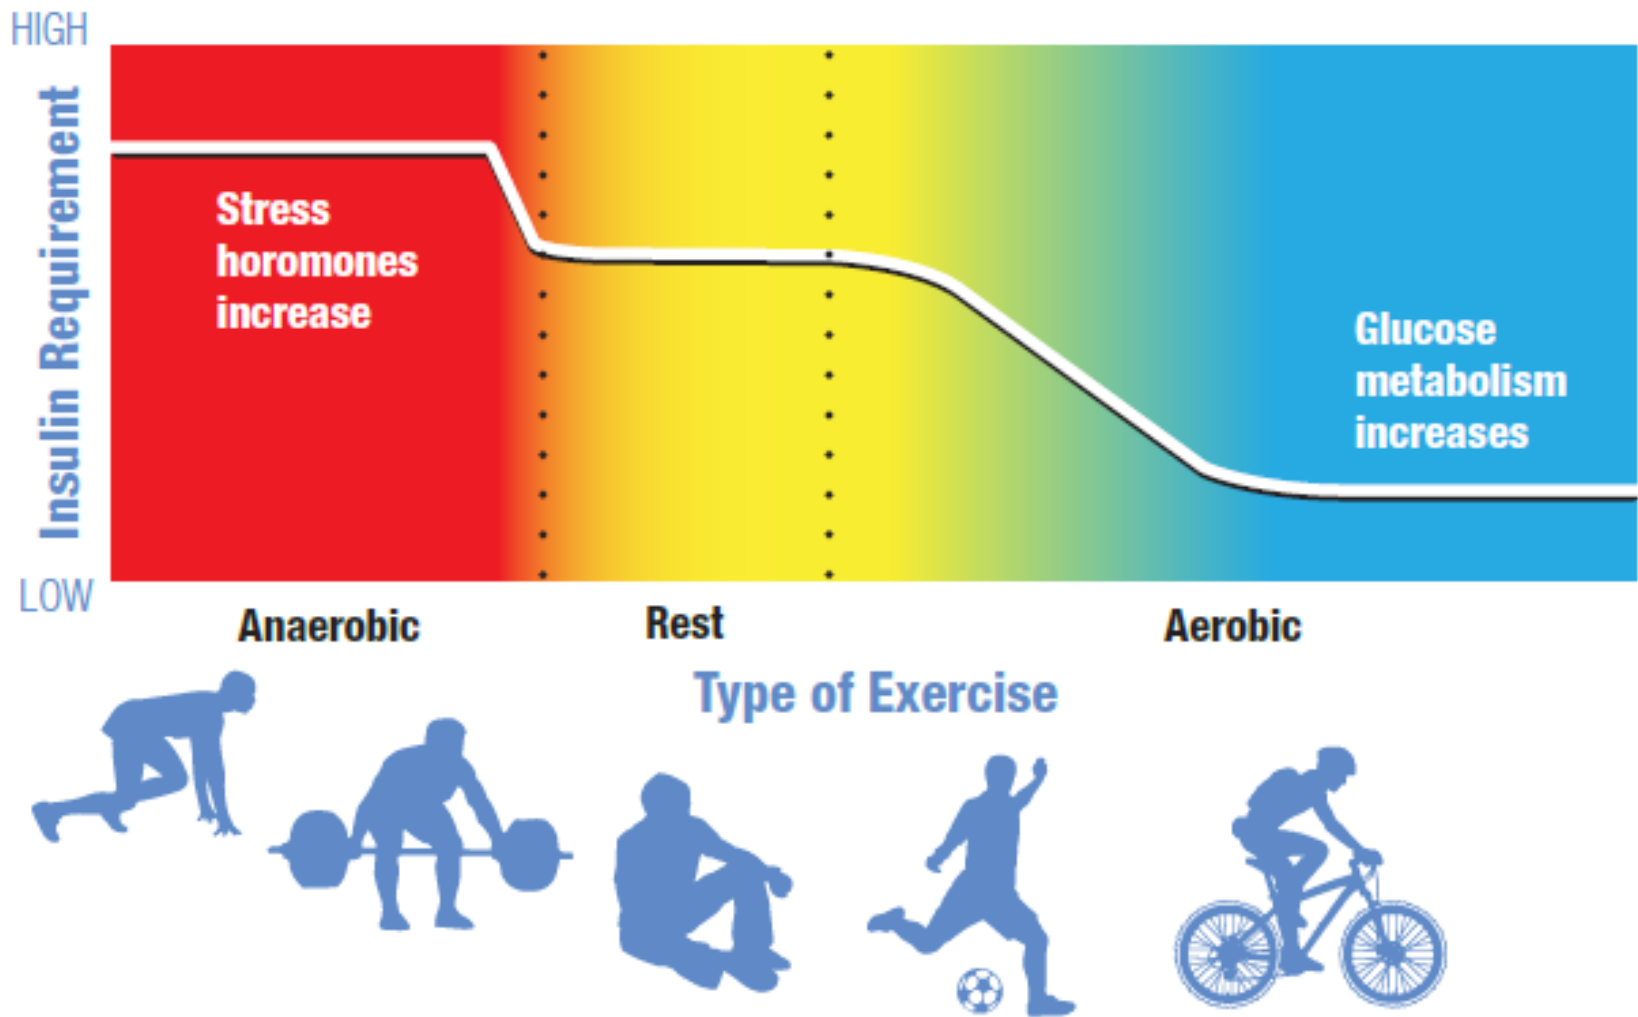 HIGH
Insulin Requirement
LOW
Stress
horomones
increase
Glucose
metabolism
increases
Anaerobic
Rest
Aerobic
Type of Exercise